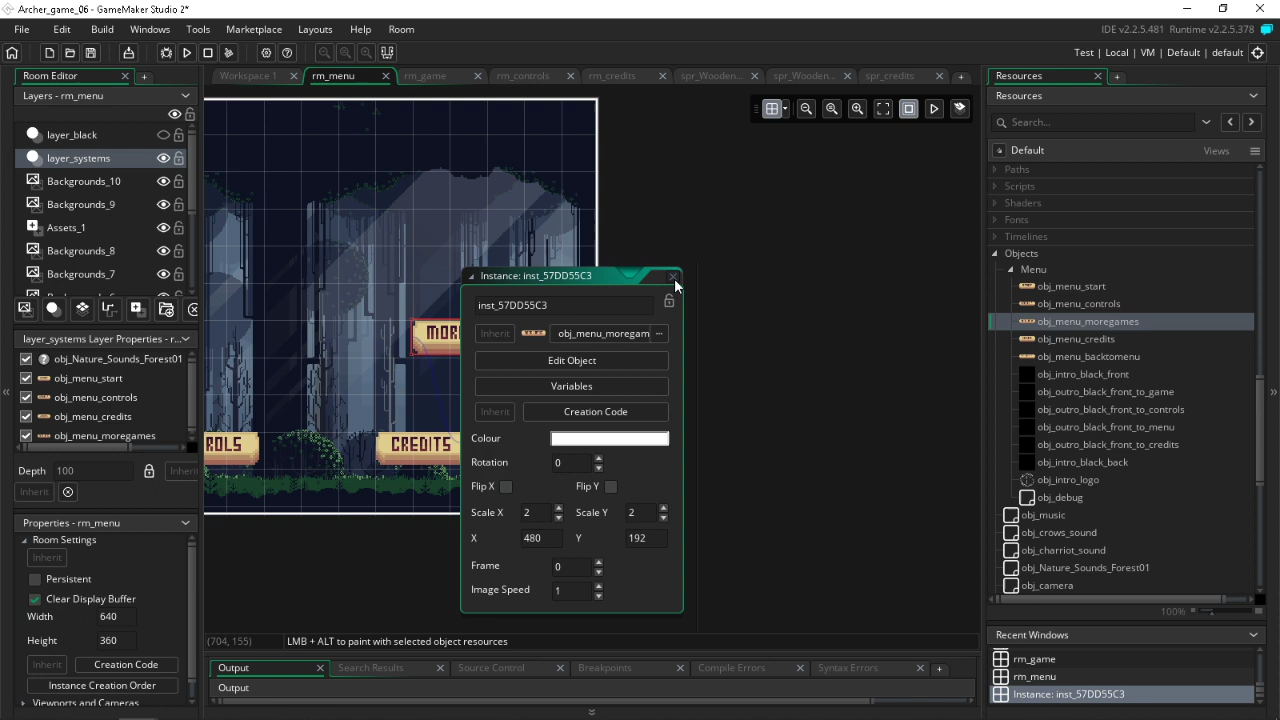 Archer_game_06 - GameMaker Studio 2*
File Edit Build Windows Tools Marketplace Layouts Help Room
IDE v2.2.5.481 Runtime v2.2.5.378
Test | Local | VM | Default | default
Room Editor
Layers - rm_menu
layer_black
layer_systems
Backgrounds_10
Backgrounds_9
Assets_1
Backgrounds_8
Backgrounds_7
layer_systems Layer Properties - r...
obj_Nature_Sounds_Forest01
obj_menu_start
obj_menu_controls
obj_menu_credits
obj_menu_moregames
Depth 100 Inherit
Inherit
Properties - rm_menu
Room Settings
Inherit
Persistent
Clear Display Buffer
Width 640
Height 360
Inherit Creation Code
Instance Creation Order
Viewports and Cameras
Workspace 1 rm_menu rm_game rm_controls rm_credits spr_Wooden... spr_Wooden... spr_credits
MOR
ROLS
CREDITS
Instance: inst_57DD55C3
inst_57DD55C3
Inherit obj_menu_moregam ...
Edit Object
Variables
Inherit Creation Code
Colour
Rotation 0
Flip X Flip Y
Scale X 2 Scale Y 2
X 480 Y 192
Frame 0
Image Speed 1
(704, 155) LMB + ALT to paint with selected object resources
Output Search Results Source Control Breakpoints Compile Errors Syntax Errors
Output
Resources
Resources
Search...
Default Views
Paths
Scripts
Shaders
Fonts
Timelines
Objects
Menu
obj_menu_start
obj_menu_controls
obj_menu_moregames
obj_menu_credits
obj_menu_backtomenu
obj_intro_black_front
obj_outro_black_front_to_game
obj_outro_black_front_to_controls
obj_outro_black_front_to_menu
obj_outro_black_front_to_credits
obj_intro_black_back
obj_intro_logo
obj_debug
obj_music
obj_crows_sound
obj_charriot_sound
obj_Nature_Sounds_Forest01
obj_camera
100%
Recent Windows
rm_game
rm_menu
Instance: inst_57DD55C3